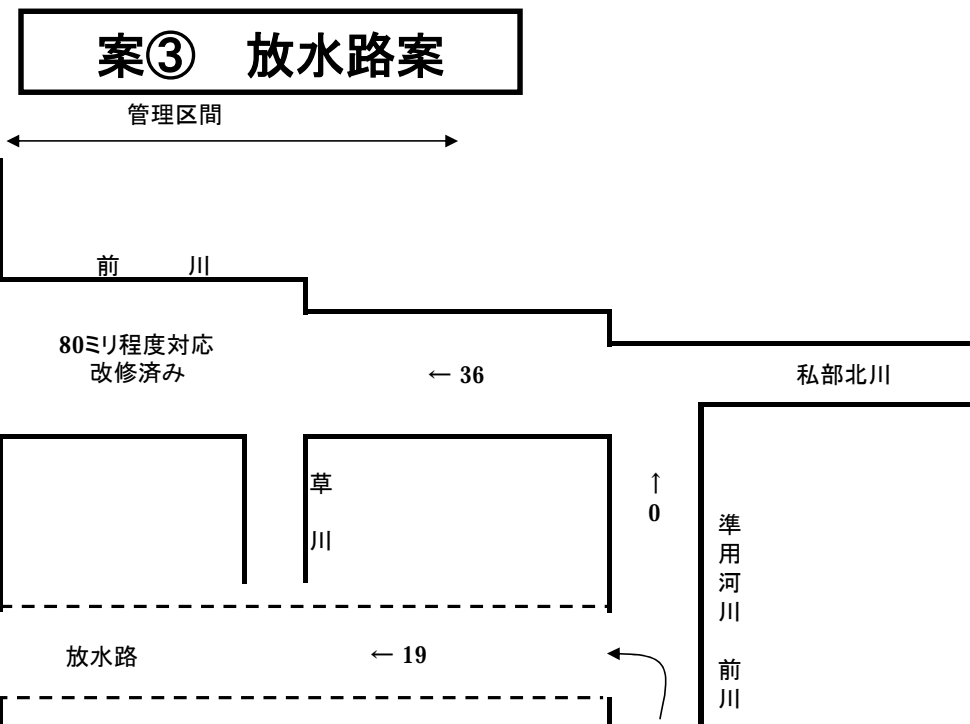 案③　放水路案
管理区間
前　　川
80ミリ程度対応
改修済み
← 36
私部北川
草川
↑
0
準用河川　前川
放水路
← 19